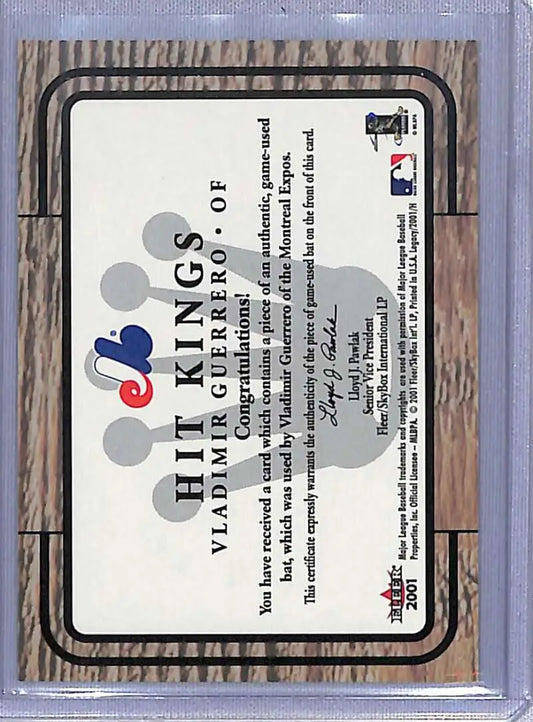 HIT KINGS
VLADIMIR GUERRERO • OF
Congratulations!
You have received a card which contains a piece of an authentic, game-used
bat, which was used by Vladimir Guerrero of the Montreal Expos.
This certificate expressly warrants the authenticity of the piece of game-used bat on the front of this card.
Lloyd J. Pawlak
Lloyd J. Pawlak
Senior Vice President
Fleer/SkyBox International LP
FLEER
2001
Major League Baseball trademarks and copyrights are used with permission of Major League Baseball
Properties, Inc. Official Licensee – MLBPA. © 2001 Fleer/SkyBox Int'l. LP, Printed in U.S.A. Legacy/2001/H
© MLBPA